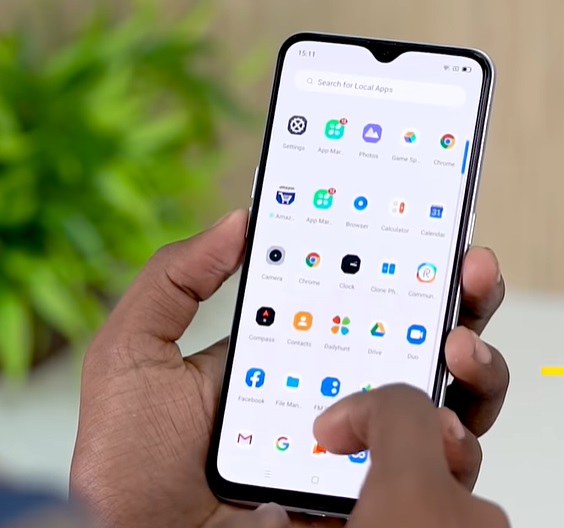 15:11
Search for Local Apps
Settings
App Mar..
Photos
Game Sp..
Chrome
amazon
31
Amaz..
App Mar..
Browser
Calculator
Calendar
Camera
Chrome
Clock
Clone Ph..
Commun..
Compass
Contacts
Dailyhunt
Drive
Duo
Facebook
File Man..
FM